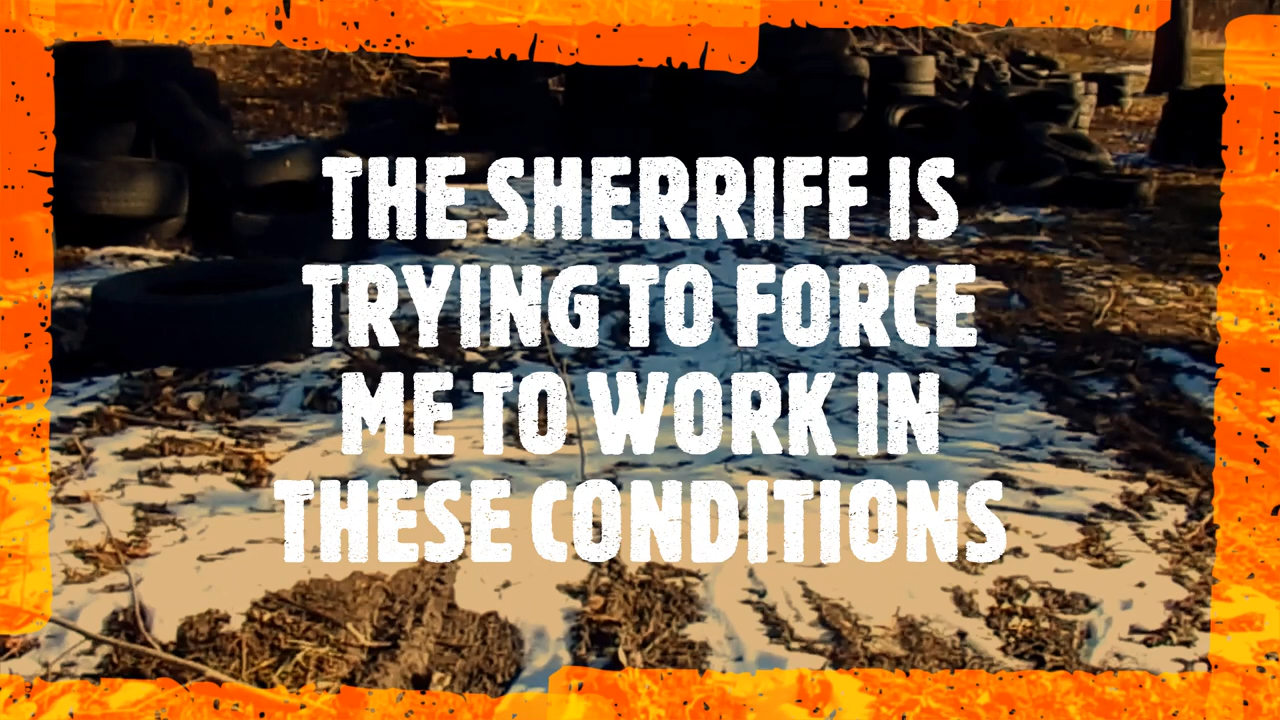 THE SHERRIFF IS
TRYING TO FORCE
ME TO WORK IN
THESE CONDITIONS